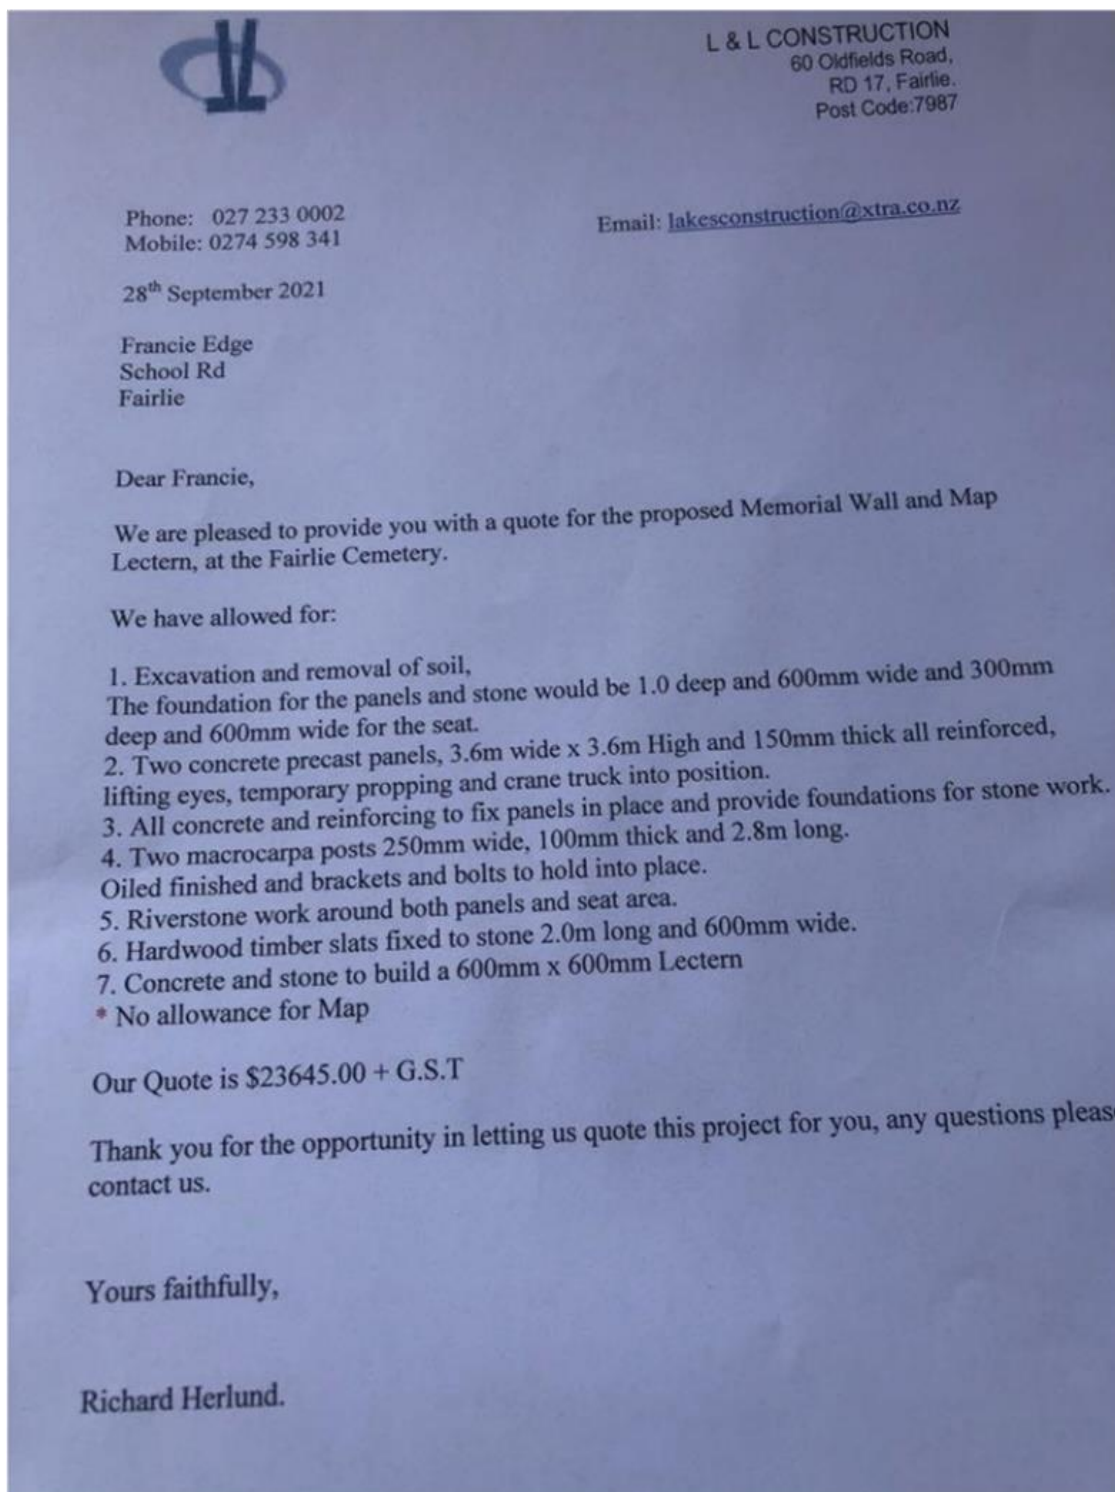 L & L CONSTRUCTION
60 Oldfields Road,
RD 17, Fairlie.
Post Code:7987
Phone: 027 233 0002
Mobile: 0274 598 341
Email: lakesconstruction@xtra.co.nz
28th September 2021
Francie Edge
School Rd
Fairlie
Dear Francie,
We are pleased to provide you with a quote for the proposed Memorial Wall and Map
Lectern, at the Fairlie Cemetery.
We have allowed for:
1. Excavation and removal of soil,
The foundation for the panels and stone would be 1.0 deep and 600mm wide and 300mm
deep and 600mm wide for the seat.
2. Two concrete precast panels, 3.6m wide x 3.6m High and 150mm thick all reinforced,
lifting eyes, temporary propping and crane truck into position.
3. All concrete and reinforcing to fix panels in place and provide foundations for stone work.
4. Two macrocarpa posts 250mm wide, 100mm thick and 2.8m long.
Oiled finished and brackets and bolts to hold into place.
5. Riverstone work around both panels and seat area.
6. Hardwood timber slats fixed to stone 2.0m long and 600mm wide.
7. Concrete and stone to build a 600mm x 600mm Lectern
* No allowance for Map
Our Quote is $23645.00 + G.S.T
Thank you for the opportunity in letting us quote this project for you, any questions pleas
contact us.
Yours faithfully,
Richard Herlund.